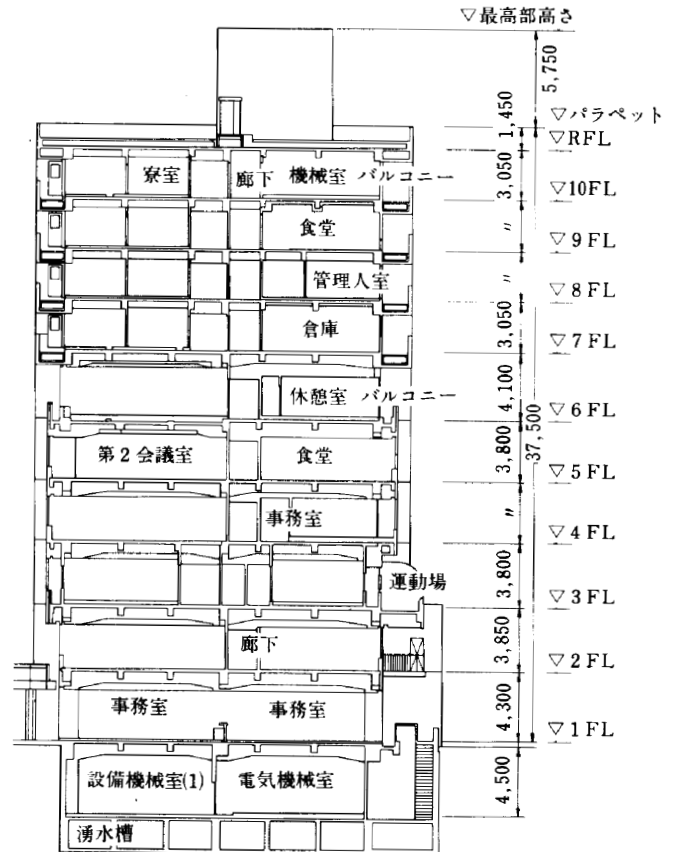 ▽最高部高さ
5,750
▽パラペット
1,450
▽RFL
寮室 廊下 機械室 バルコニー
3,050
▽10FL
食堂
〃
▽9FL
管理人室
〃
▽8FL
倉庫
3,050
▽7FL
休憩室 バルコニー
4,100
▽6FL
37,500
第2会議室 食堂
3,800
▽5FL
事務室
〃
▽4FL
運動場
3,800
▽3FL
廊下
3,850
▽2FL
事務室 事務室
4,300
▽1FL
設備機械室(1) 電気機械室
4,500
湧水槽